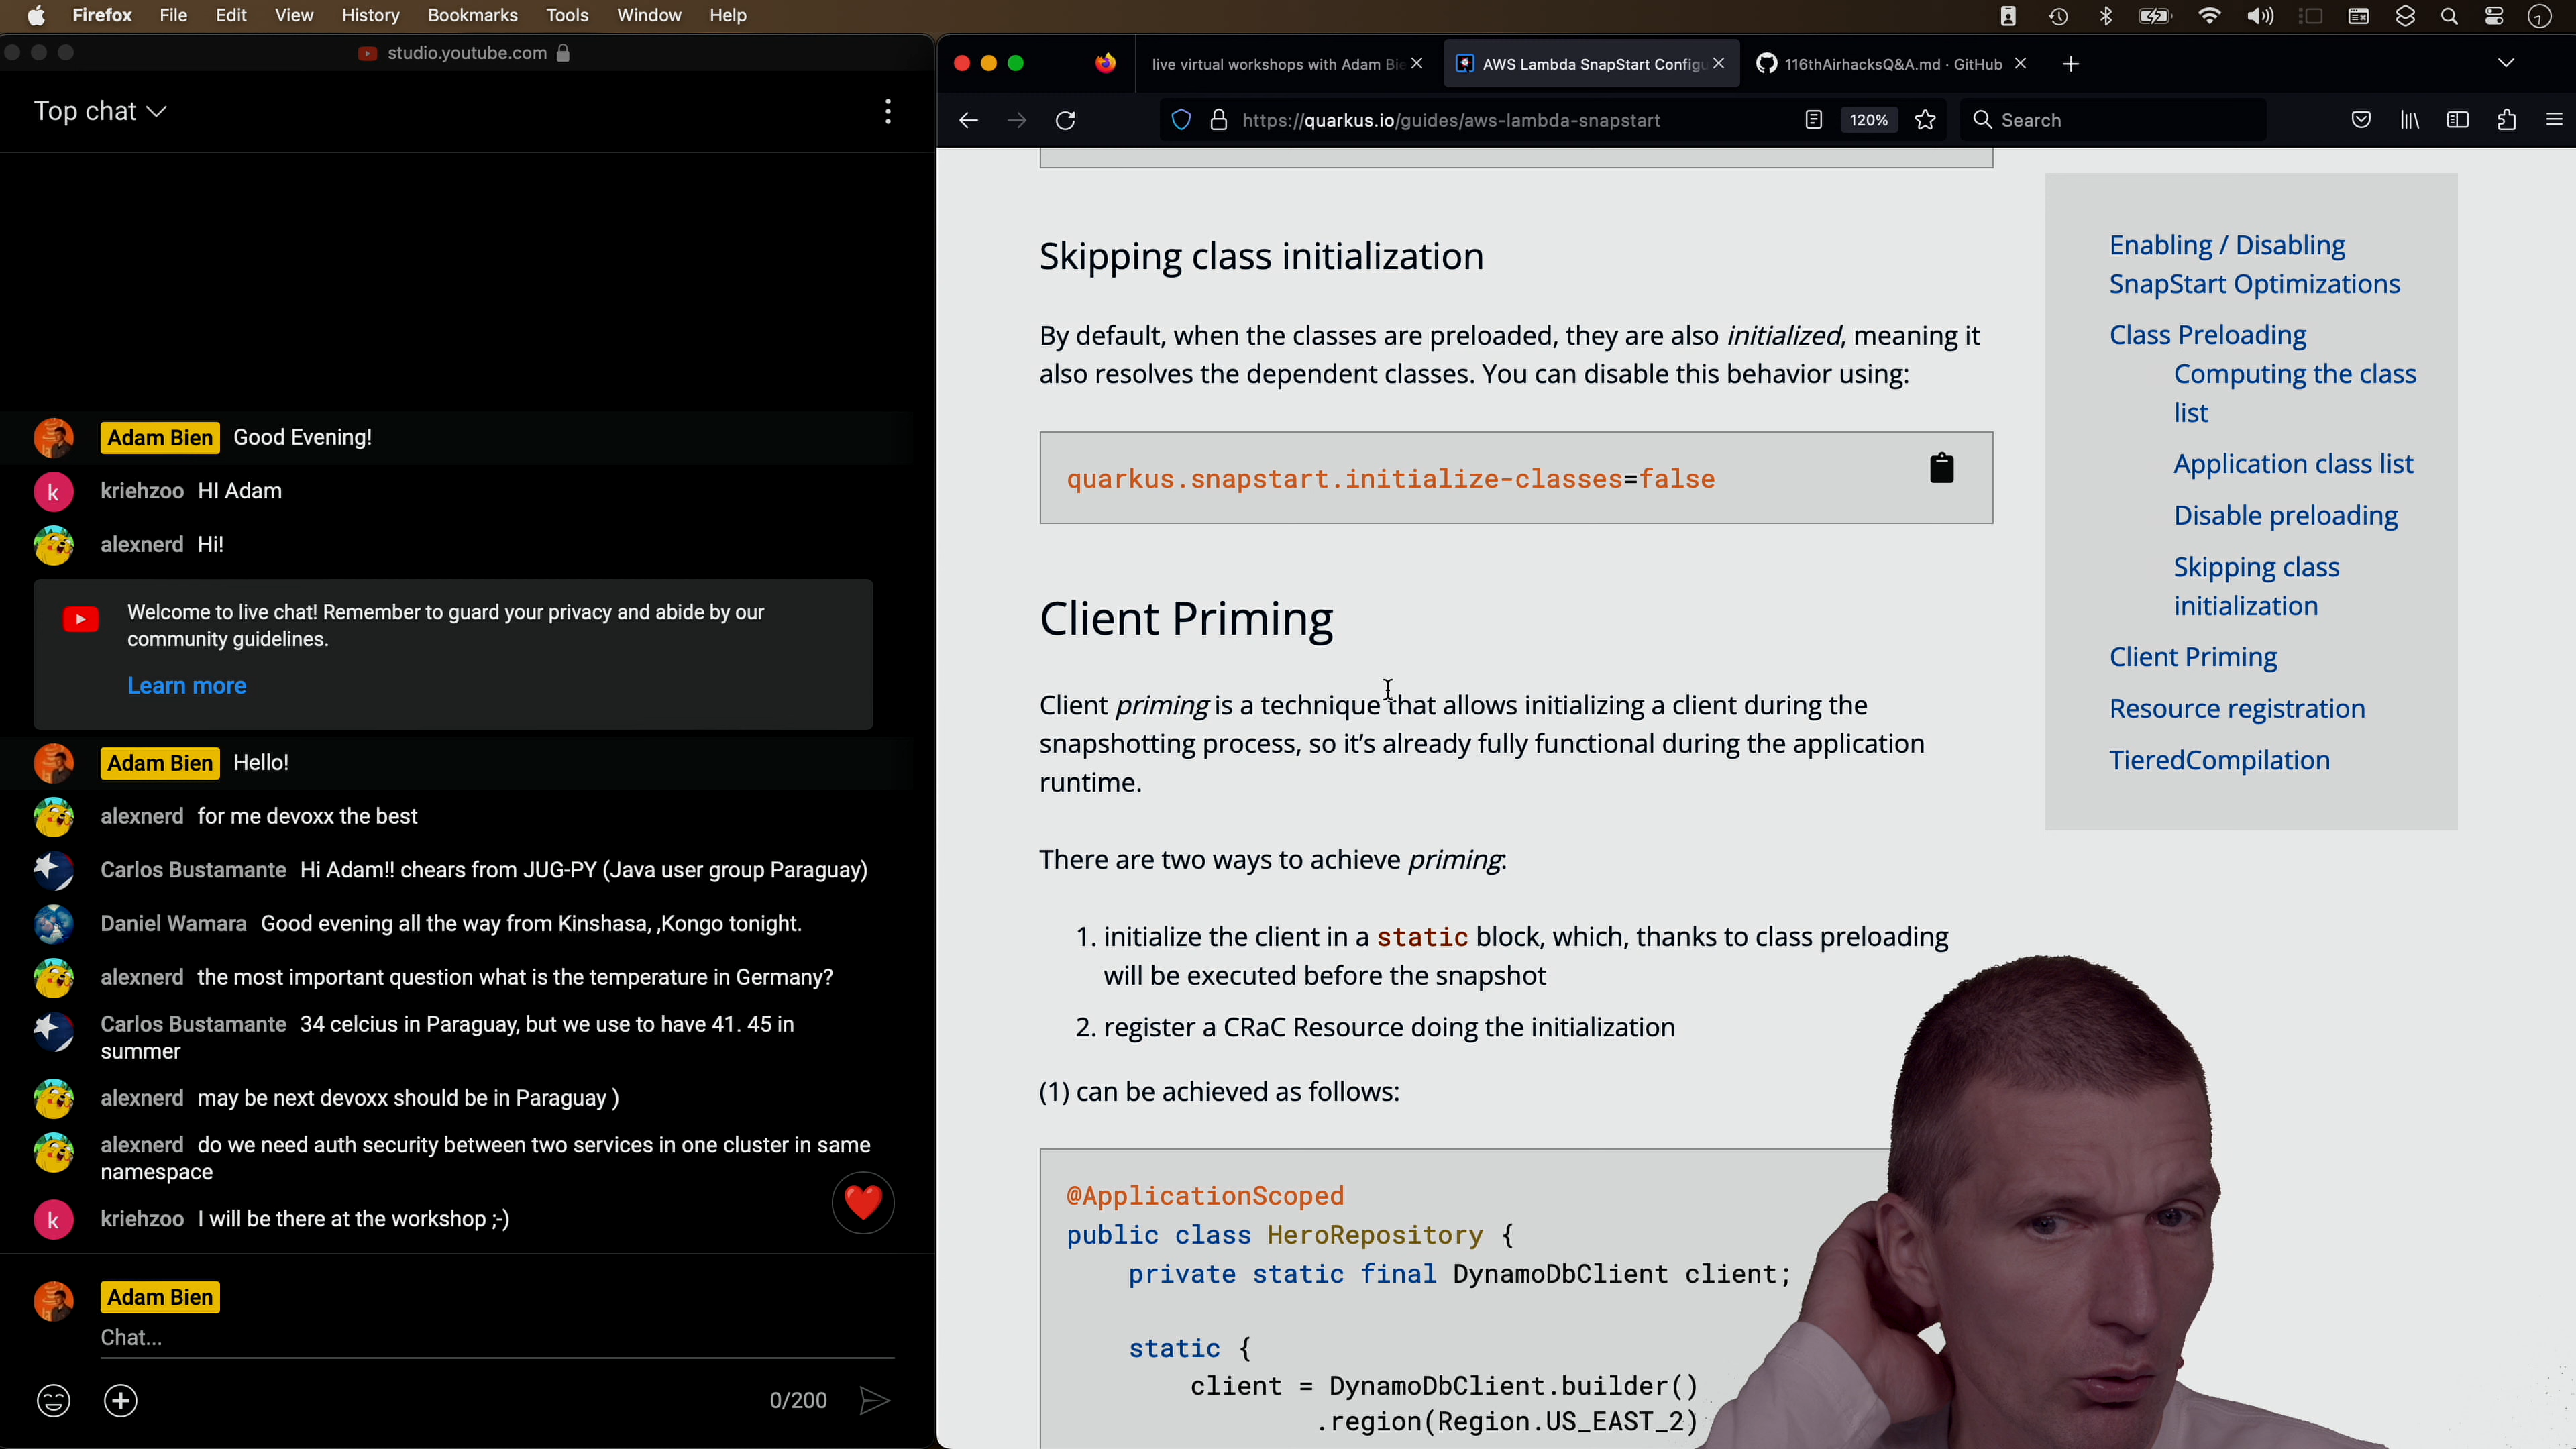 Firefox File Edit View History Bookmarks Tools Window Help
studio.youtube.com
Top chat
Adam Bien Good Evening!
kriehzoo HI Adam
alexnerd Hi!
Welcome to live chat! Remember to guard your privacy and abide by our
community guidelines.
Learn more
Adam Bien Hello!
alexnerd for me devoxx the best
Carlos Bustamante Hi Adam!! chears from JUG-PY (Java user group Paraguay)
Daniel Wamara Good evening all the way from Kinshasa, ,Kongo tonight.
alexnerd the most important question what is the temperature in Germany?
Carlos Bustamante 34 celcius in Paraguay, but we use to have 41. 45 in
summer
alexnerd may be next devoxx should be in Paraguay )
alexnerd do we need auth security between two services in one cluster in same
namespace
k kriehzoo I will be there at the workshop ;-)
Adam Bien
Chat...
0/200
live virtual workshops with Adam Bie
AWS Lambda SnapStart Configu
116thAirhacksQ&A.md · GitHub
https://quarkus.io/guides/aws-lambda-snapstart
120%
Search
Skipping class initialization
By default, when the classes are preloaded, they are also initialized, meaning it
also resolves the dependent classes. You can disable this behavior using:
quarkus.snapstart.initialize-classes=false
Client Priming
Client priming is a technique that allows initializing a client during the
snapshotting process, so it's already fully functional during the application
runtime.
There are two ways to achieve priming:
1. initialize the client in a static block, which, thanks to class preloading
will be executed before the snapshot
2. register a CRaC Resource doing the initialization
(1) can be achieved as follows:
@ApplicationScoped
public class HeroRepository {
private static final DynamoDbClient client;
static {
client = DynamoDbClient.builder()
.region(Region.US_EAST_2)
Enabling / Disabling
SnapStart Optimizations
Class Preloading
Computing the class
list
Application class list
Disable preloading
Skipping class
initialization
Client Priming
Resource registration
TieredCompilation